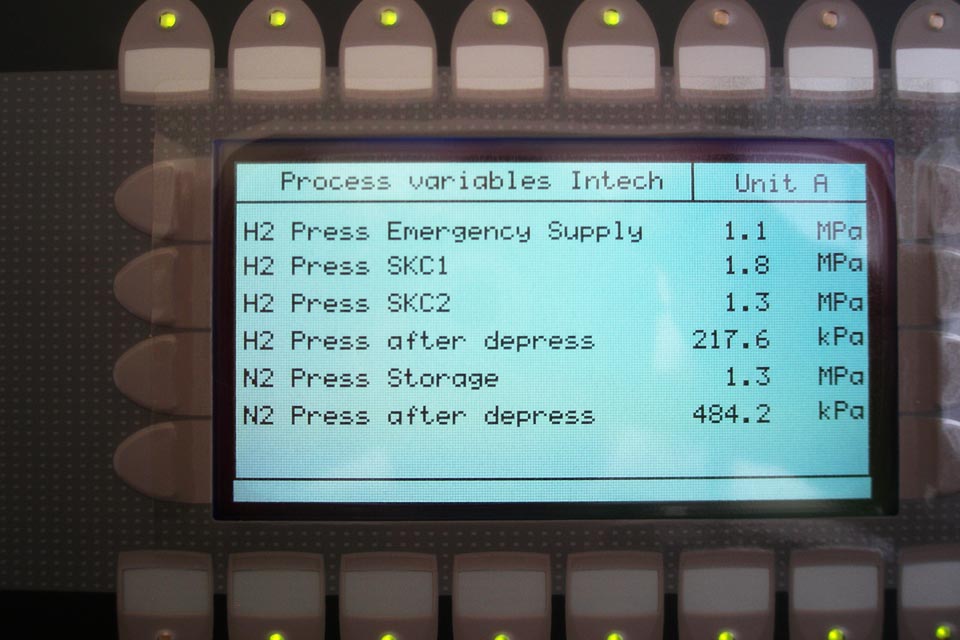 Process variables Intech Unit A
H2 Press Emergency Supply 1.1 MPa
H2 Press SKC1 1.8 MPa
H2 Press SKC2 1.3 MPa
H2 Press after depress 217.6 kPa
N2 Press Storage 1.3 MPa
N2 Press after depress 484.2 kPa